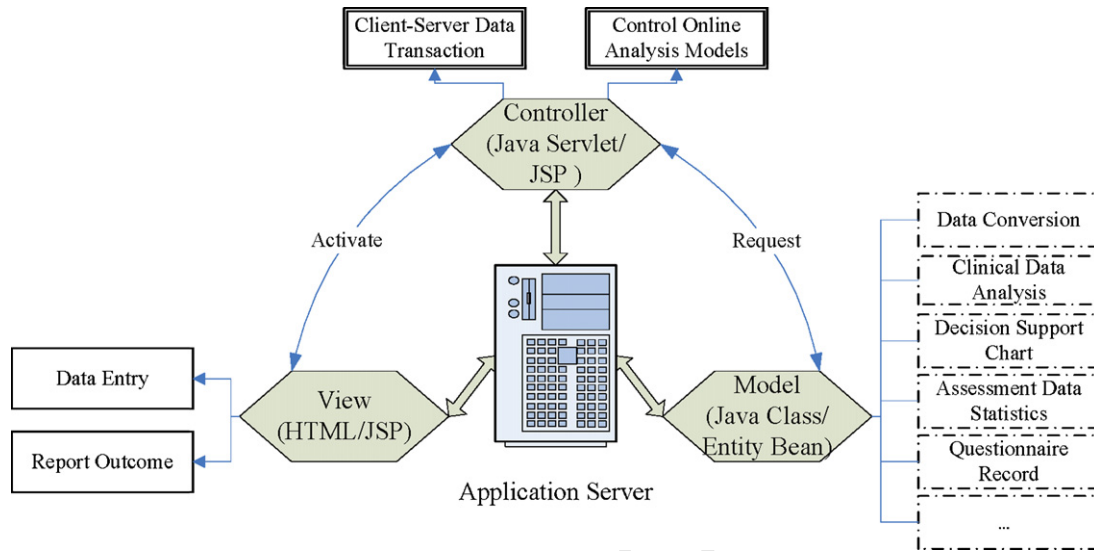 Client-Server Data
Transaction
Control Online
Analysis Models
Controller
(Java Servlet/
JSP )
Activate
Request
Data Entry
Report Outcome
View
(HTML/JSP)
Application Server
Model
(Java Class/
Entity Bean)
Data Conversion
Clinical Data
Analysis
Decision Support
Chart
Assessment Data
Statistics
Questionnaire
Record
...